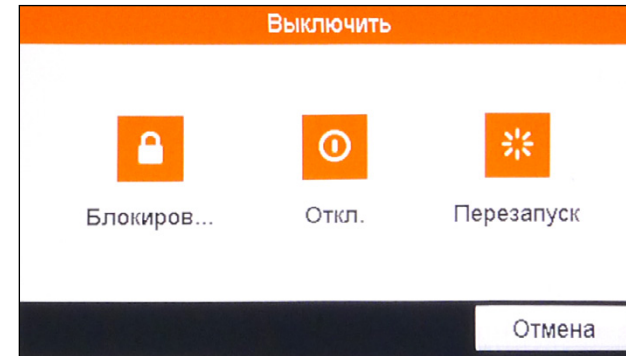 Выключить
Блокиров...
Откл.
Перезапуск
Отмена